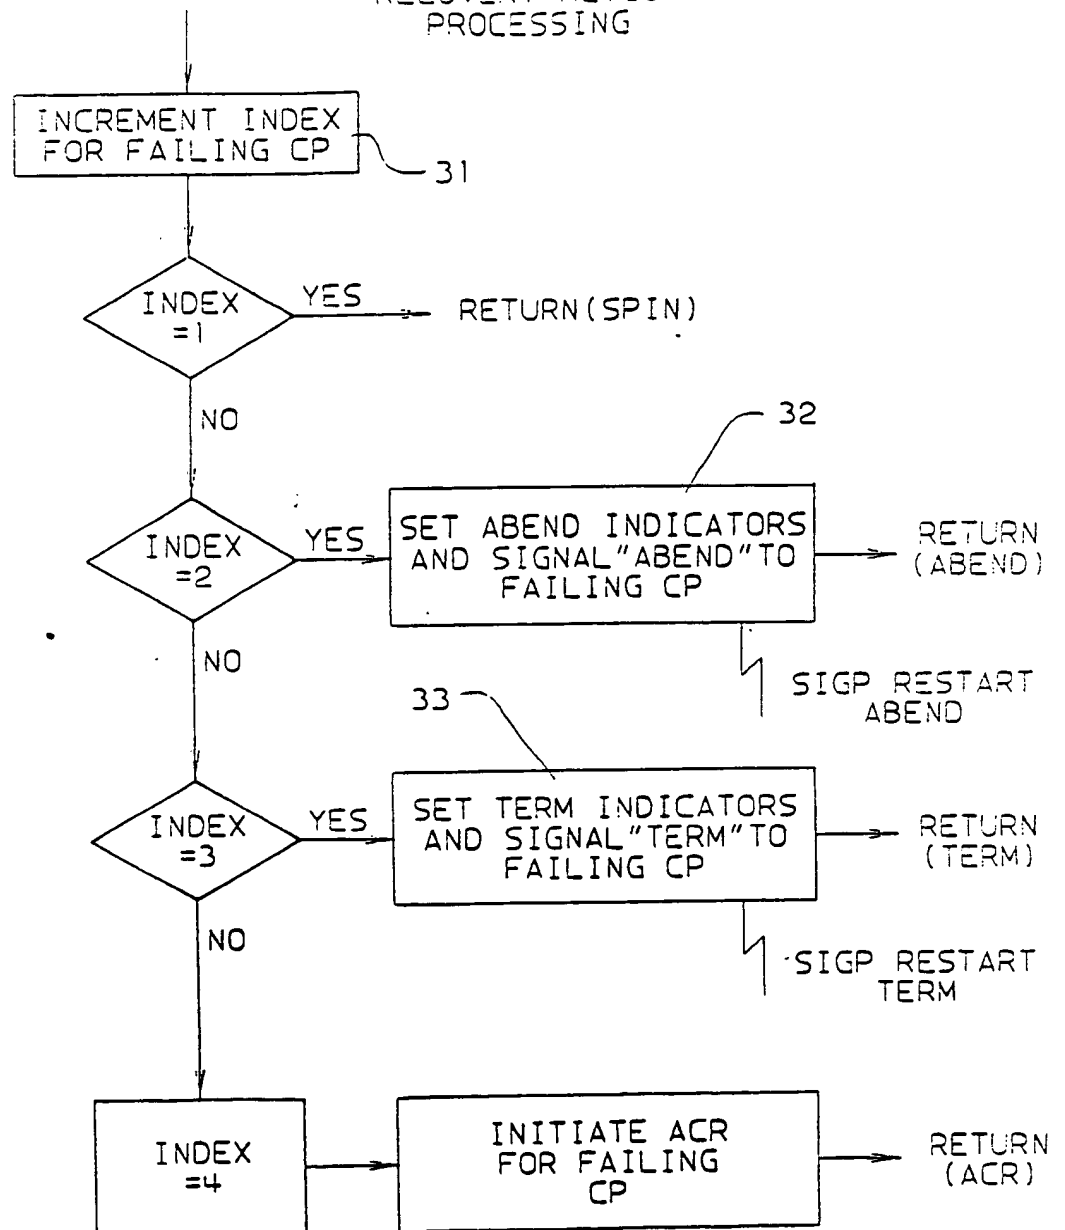 PROCESSING
INCREMENT INDEX
FOR FAILING CP
31
INDEX
=1
YES
RETURN(SPIN)
NO
32
INDEX
=2
YES
SET ABEND INDICATORS
AND SIGNAL"ABEND"TO
FAILING CP
RETURN
(ABEND)
NO
SIGP RESTART
ABEND
33
INDEX
=3
YES
SET TERM INDICATORS
AND SIGNAL"TERM"TO
FAILING CP
RETURN
(TERM)
NO
SIGP RESTART
TERM
INDEX
=4
INITIATE ACR
FOR FAILING
CP
RETURN
(ACR)